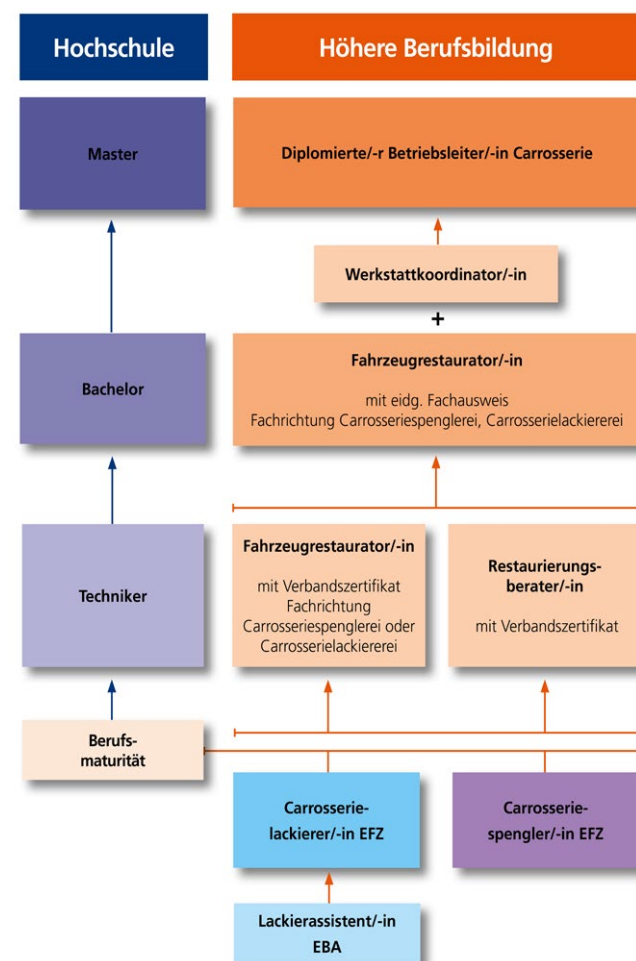 Hochschule
Höhere Berufsbildung
Master
Diplomierte/-r Betriebsleiter/-in Carrosserie
Werkstattkoordinator/-in
+
Bachelor
Fahrzeugrestaurator/-in
mit eidg. Fachausweis
Fachrichtung Carrosseriespenglerei, Carrosserielackiererei
Techniker
Fahrzeugrestaurator/-in
mit Verbandszertifikat
Fachrichtung
Carrosseriespenglerei oder
Carrosserielackiererei
Restaurierungs-
berater/-in
mit Verbandszertifikat
Berufs-
maturität
Carrosserie-
lackierer/-in EFZ
Carrosserie-
spengler/-in EFZ
Lackierassistent/-in
EBA